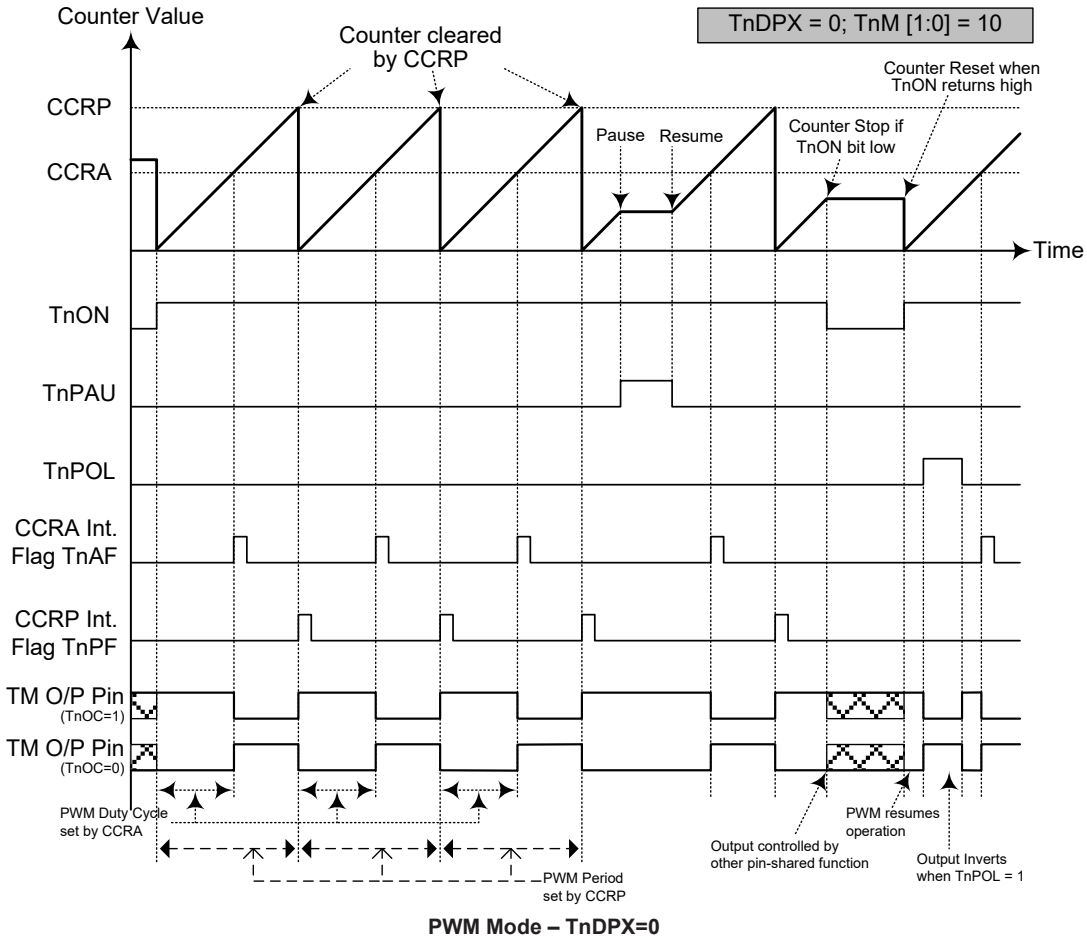 Counter Value
TnDPX = 0; TnM [1:0] = 10
Counter cleared
by CCRP
Counter Reset when
TnON returns high
CCRP
Pause
Resume
Counter Stop if
TnON bit low
CCRA
Time
TnON
TnPAU
TnPOL
CCRA Int.
Flag TnAF
CCRP Int.
Flag TnPF
TM O/P Pin
(TnOC=1)
TM O/P Pin
(TnOC=0)
PWM Duty Cycle
set by CCRA
PWM resumes
operation
Output controlled by
other pin-shared function
Output Inverts
when TnPOL = 1
PWM Period
set by CCRP
PWM Mode – TnDPX=0